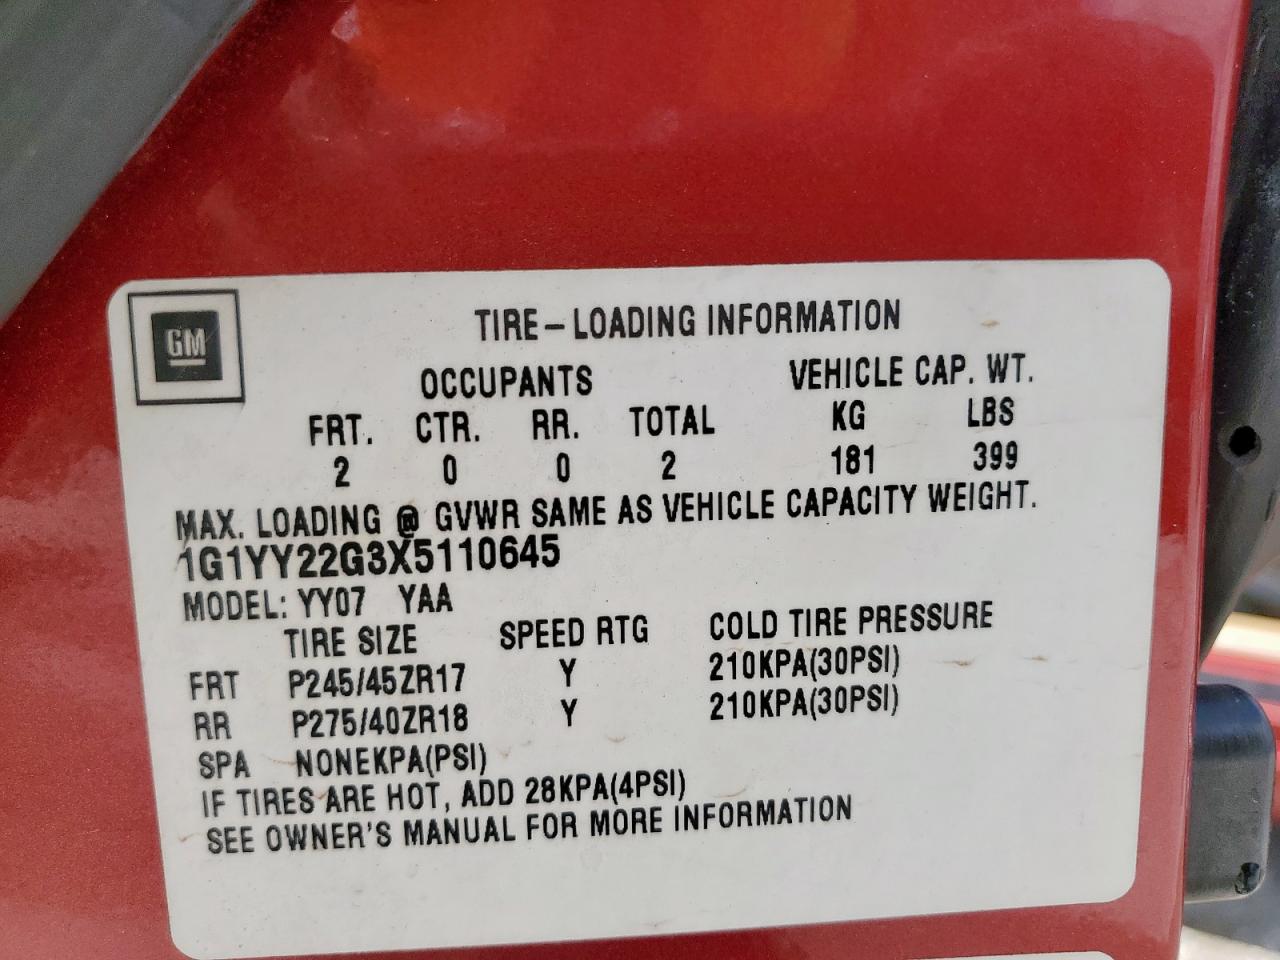 GM
TIRE-LOADING INFORMATION
OCCUPANTS VEHICLE CAP. WT.
FRT. CTR. RR. TOTAL KG LBS
2 0 0 2 181 399
MAX. LOADING @ GVWR SAME AS VEHICLE CAPACITY WEIGHT.
1G1YY22G3X5110645
MODEL: YY07 YAA
TIRE SIZE SPEED RTG COLD TIRE PRESSURE
FRT P245/45ZR17 Y 210KPA(30PSI)
RR P275/40ZR18 Y 210KPA(30PSI)
SPA NONEKPA(PSI)
IF TIRES ARE HOT, ADD 28KPA(4PSI)
SEE OWNER'S MANUAL FOR MORE INFORMATION